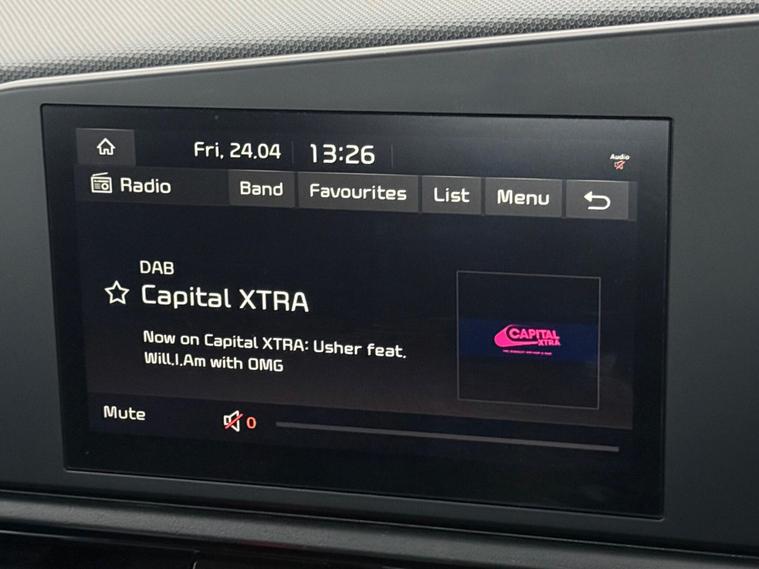 Fri, 24.04 13:26
Audio
Radio Band Favourites List Menu
DAB
Capital XTRA
Now on Capital XTRA: Usher feat.
Will.I.Am with OMG
CAPITAL
XTRA
Mute 0